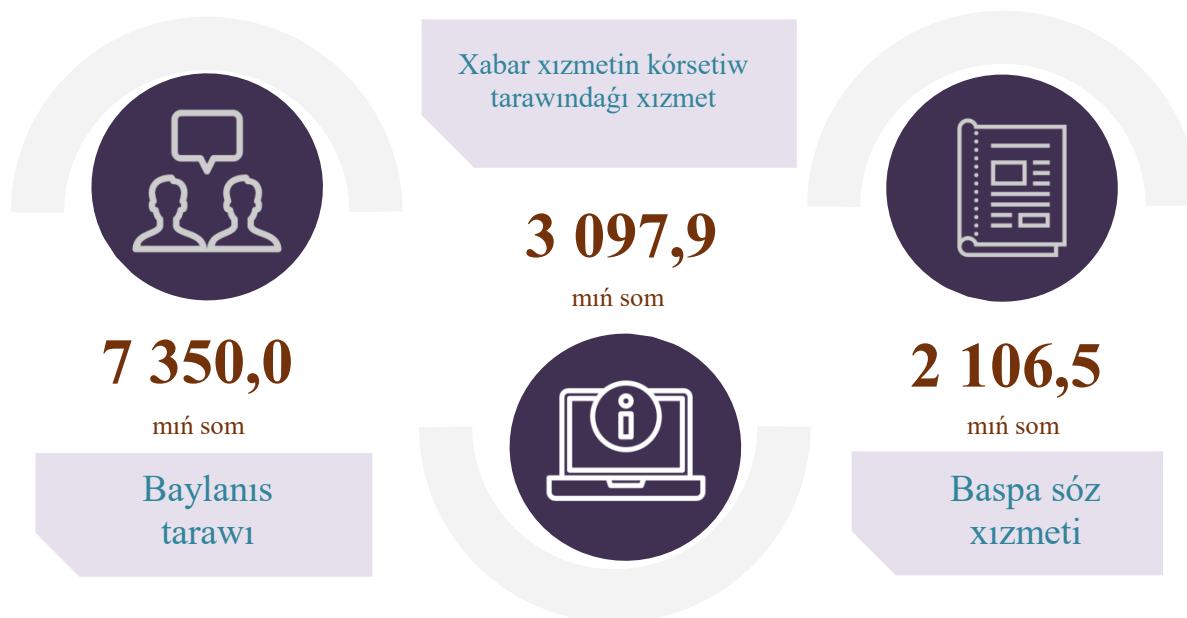 7 350,0
mıń som
Baylanıs
tarawı
Xabar xızmetin kórsetiw
tarawındaǵı xızmet
3 097,9
mıń som
2 106,5
mıń som
Baspa sóz
xızmeti